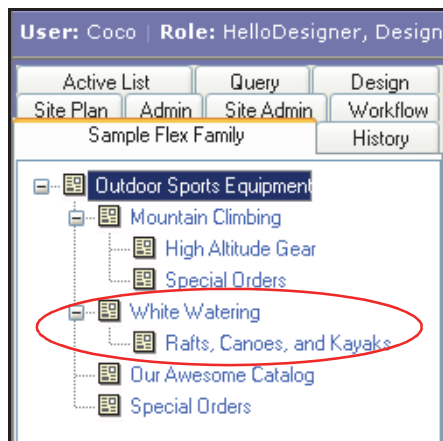 User: Coco | Role: HelloDesigner, Design
Active List Query Design
Site Plan Admin Site Admin Workflow
Sample Flex Family History
Outdoor Sports Equipment
Mountain Climbing
High Altitude Gear
Special Orders
White Watering
Rafts, Canoes, and Kayaks
Our Awesome Catalog
Special Orders